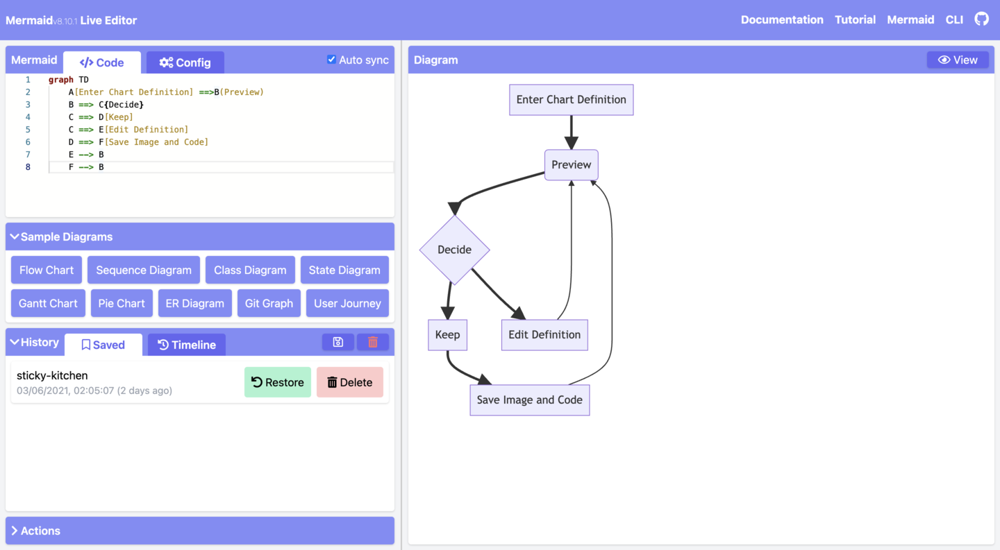 Mermaidv8.10.1 Live Editor
Documentation Tutorial Mermaid CLI
Mermaid Code Config Auto sync
1 graph TD
2 A[Enter Chart Definition] ==>B(Preview)
3 B ==> C{Decide}
4 C ==> D[Keep]
5 C ==> E[Edit Definition]
6 D ==> F[Save Image and Code]
7 E --> B
8 F --> B
Sample Diagrams
Flow Chart Sequence Diagram Class Diagram State Diagram
Gantt Chart Pie Chart ER Diagram Git Graph User Journey
History Saved Timeline
sticky-kitchen
03/06/2021, 02:05:07 (2 days ago)
Restore Delete
Actions
Diagram View
Enter Chart Definition
Preview
Decide
Keep Edit Definition
Save Image and Code